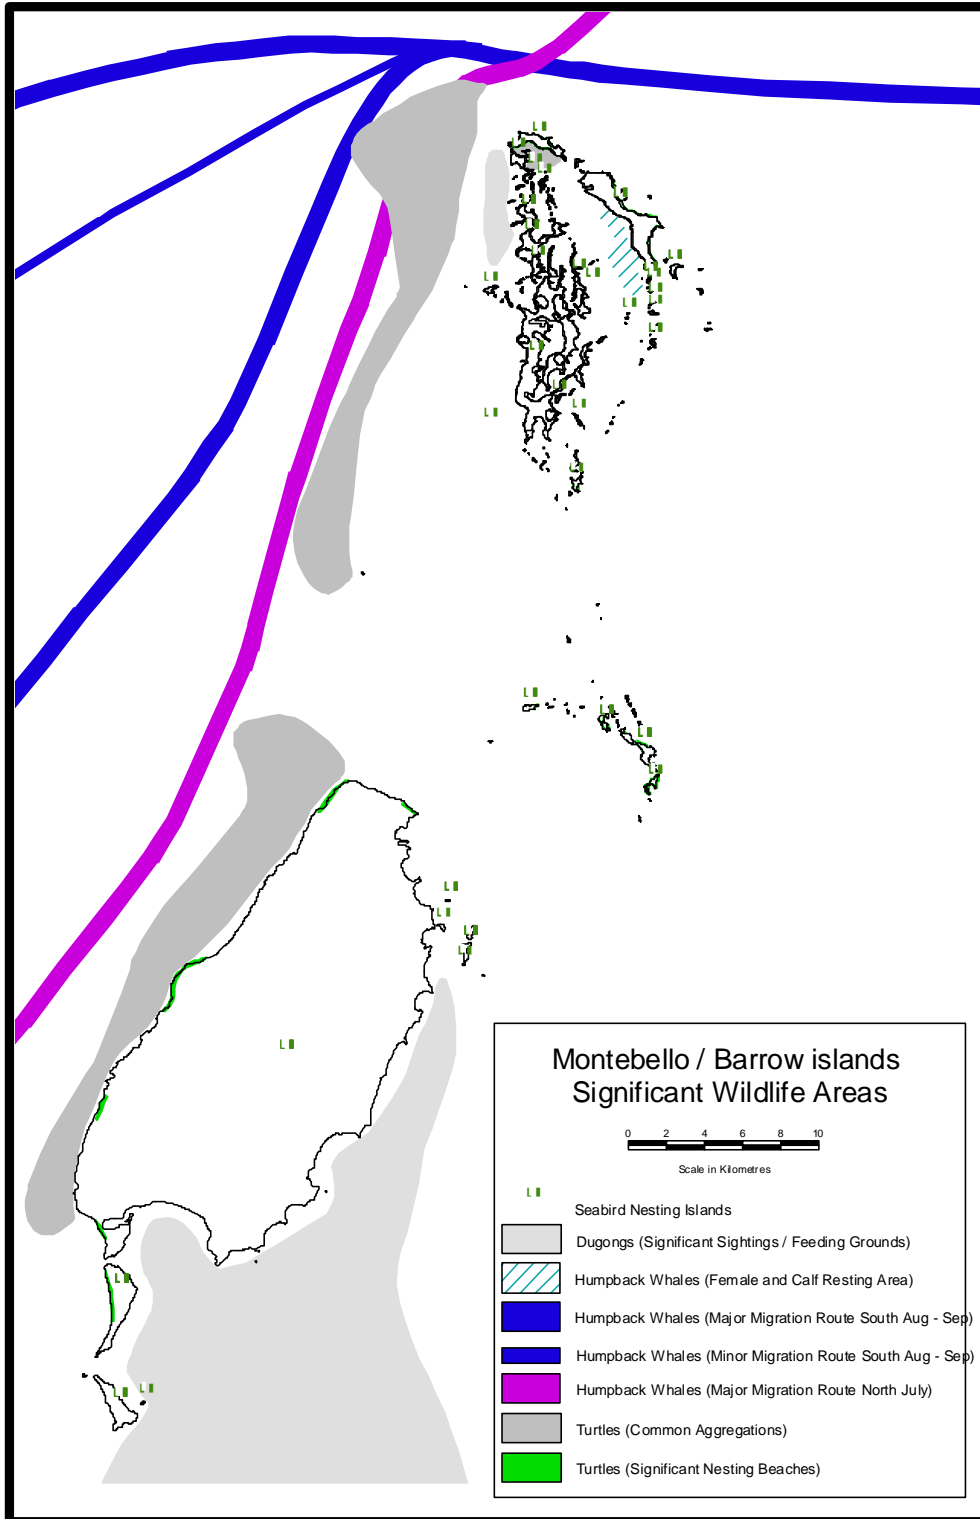 Montebello / Barrow islands
Significant Wildlife Areas
0 2 4 6 8 10
Scale in Kilometres
Seabird Nesting Islands
Dugongs (Significant Sightings / Feeding Grounds)
Humpback Whales (Female and Calf Resting Area)
Humpback Whales (Major Migration Route South Aug - Sep)
Humpback Whales (Minor Migration Route South Aug - Sep)
Humpback Whales (Major Migration Route North July)
Turtles (Common Aggregations)
Turtles (Significant Nesting Beaches)